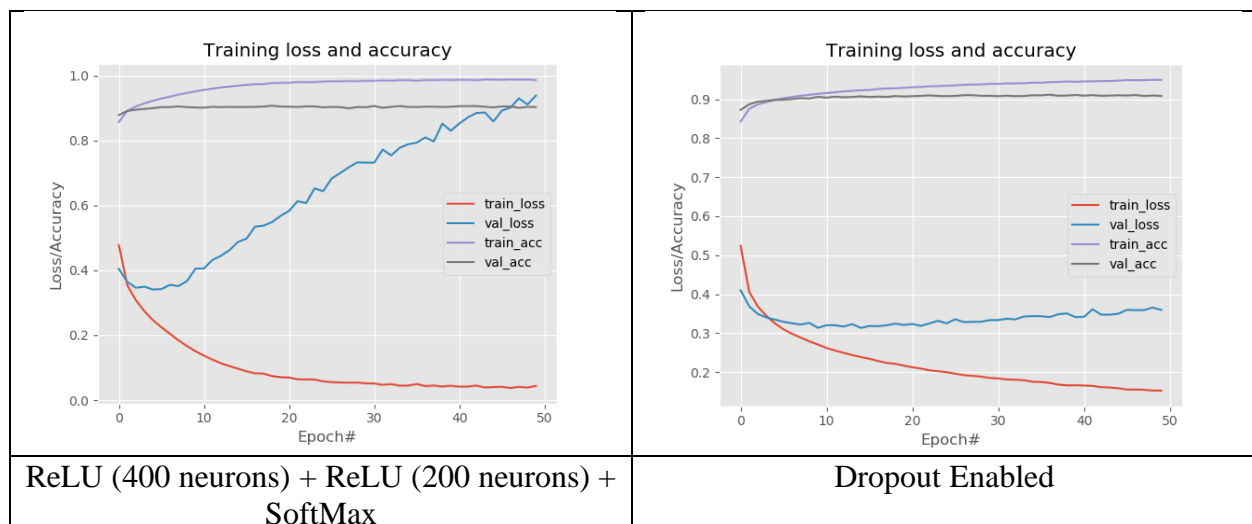 Training loss and accuracy
1.0
0.8
0.6
0.4
0.2
0.0
Loss/Accuracy
train_loss
val_loss
train_acc
val_acc
0 10 20 30 40 50
Epoch#
ReLU (400 neurons) + ReLU (200 neurons) +
SoftMax
Training loss and accuracy
0.9
0.8
0.7
0.6
0.5
0.4
0.3
0.2
Loss/Accuracy
train_loss
val_loss
train_acc
val_acc
0 10 20 30 40 50
Epoch#
Dropout Enabled